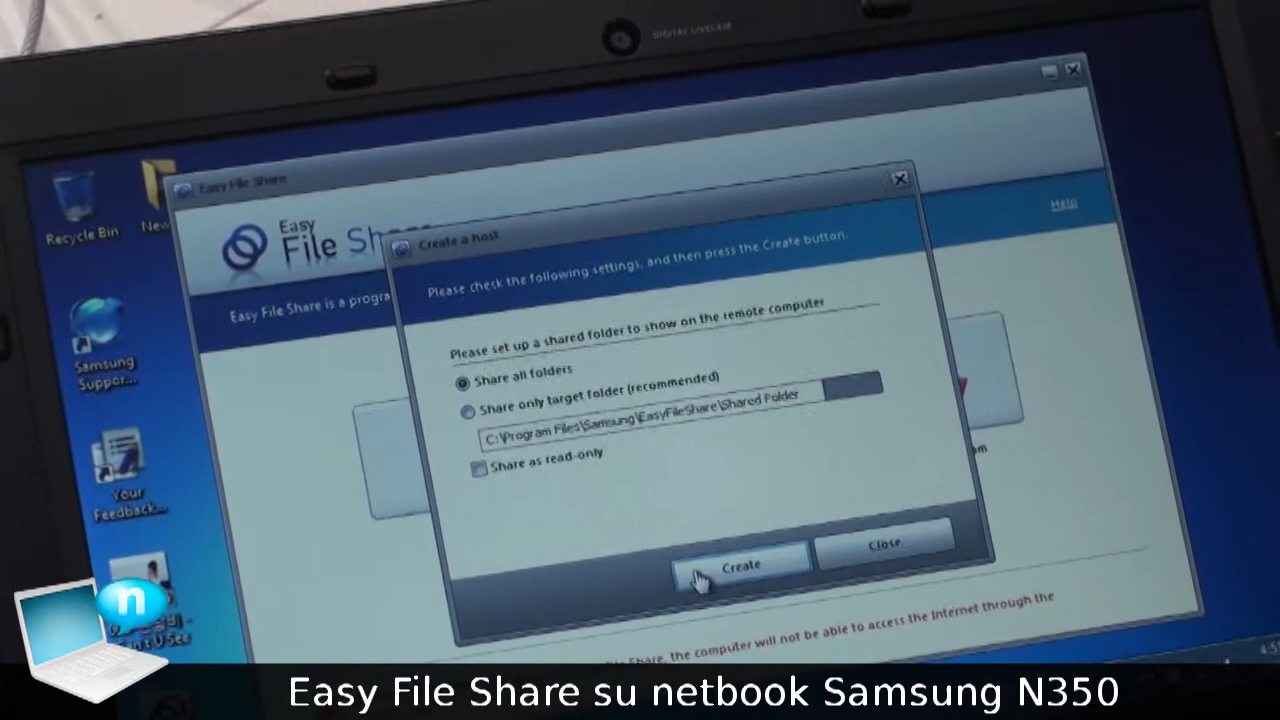 DIGITAL LIVECAM
Recycle Bin
New
Easy File Share
Easy
File Share
Help
Create a host
Easy File Share is a progra
Please check the following settings, and then press the Create button.
Please set up a shared folder to show on the remote computer
Share all folders
Share only target folder (recommended)
C:\Program Files\Samsung\EasyFileShare\Shared Folder
Share as read-only
Create
Close
Samsung
Suppor...
Your
Feedback...
Share, the computer will not be able to access the Internet through the
n
Easy File Share su netbook Samsung N350